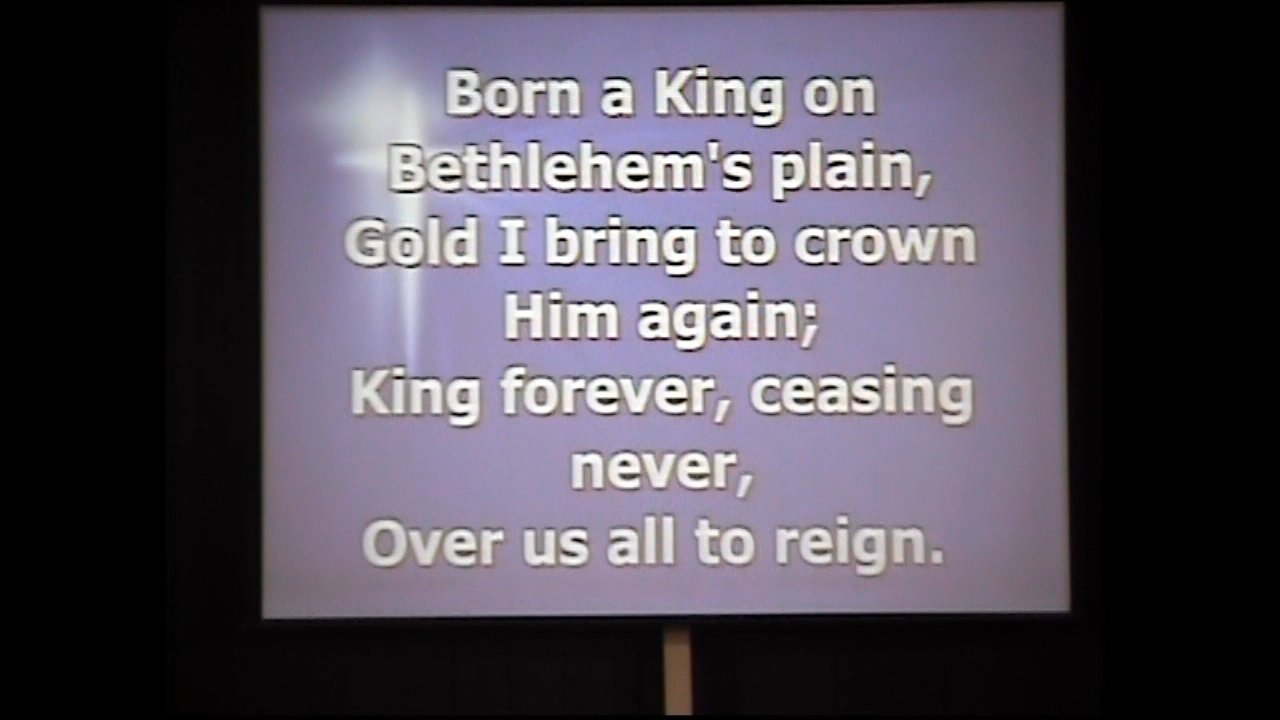 Born a King on
Bethlehem's plain,
Gold I bring to crown
Him again;
King forever, ceasing
never,
Over us all to reign.